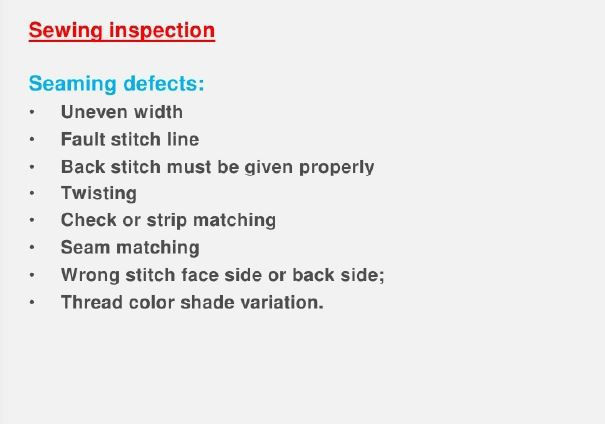 Sewing inspection
Seaming defects:
• Uneven width
• Fault stitch line
• Back stitch must be given properly
• Twisting
• Check or strip matching
• Seam matching
• Wrong stitch face side or back side;
• Thread color shade variation.